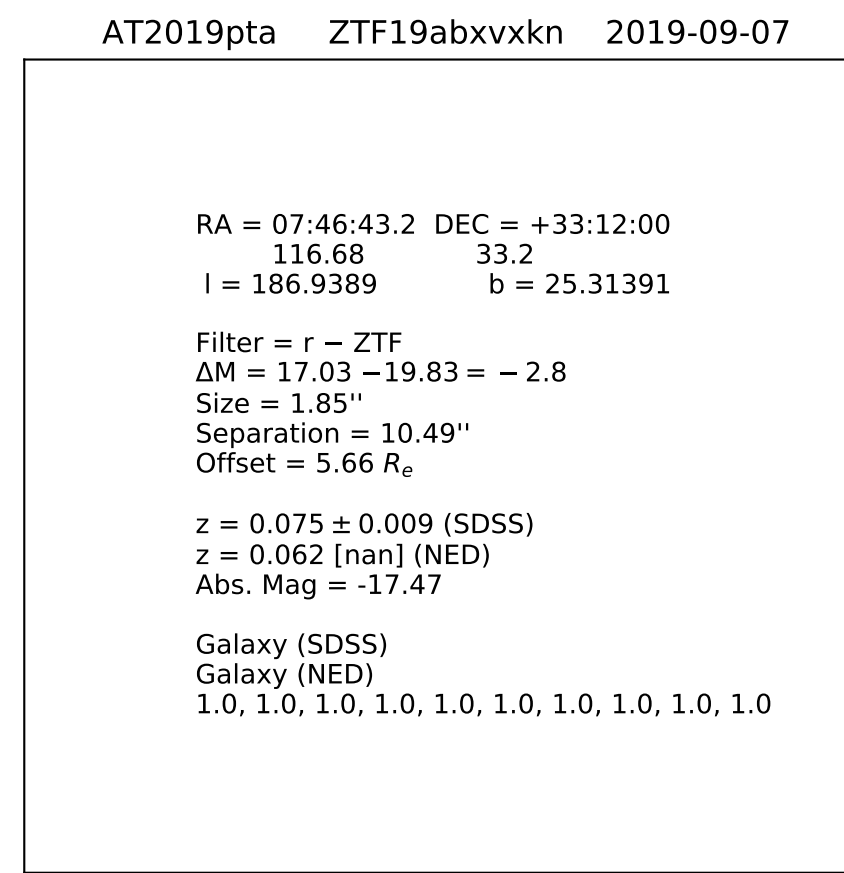 AT2019pta ZTF19abxvxkn 2019-09-07
RA = 07:46:43.2 DEC = +33:12:00
116.68 33.2
l = 186.9389 b = 25.31391
Filter = r − ZTF
ΔM = 17.03 −19.83 = − 2.8
Size = 1.85''
Separation = 10.49''
Offset = 5.66 Rₑ
z = 0.075 ± 0.009 (SDSS)
z = 0.062 [nan] (NED)
Abs. Mag = -17.47
Galaxy (SDSS)
Galaxy (NED)
1.0, 1.0, 1.0, 1.0, 1.0, 1.0, 1.0, 1.0, 1.0, 1.0